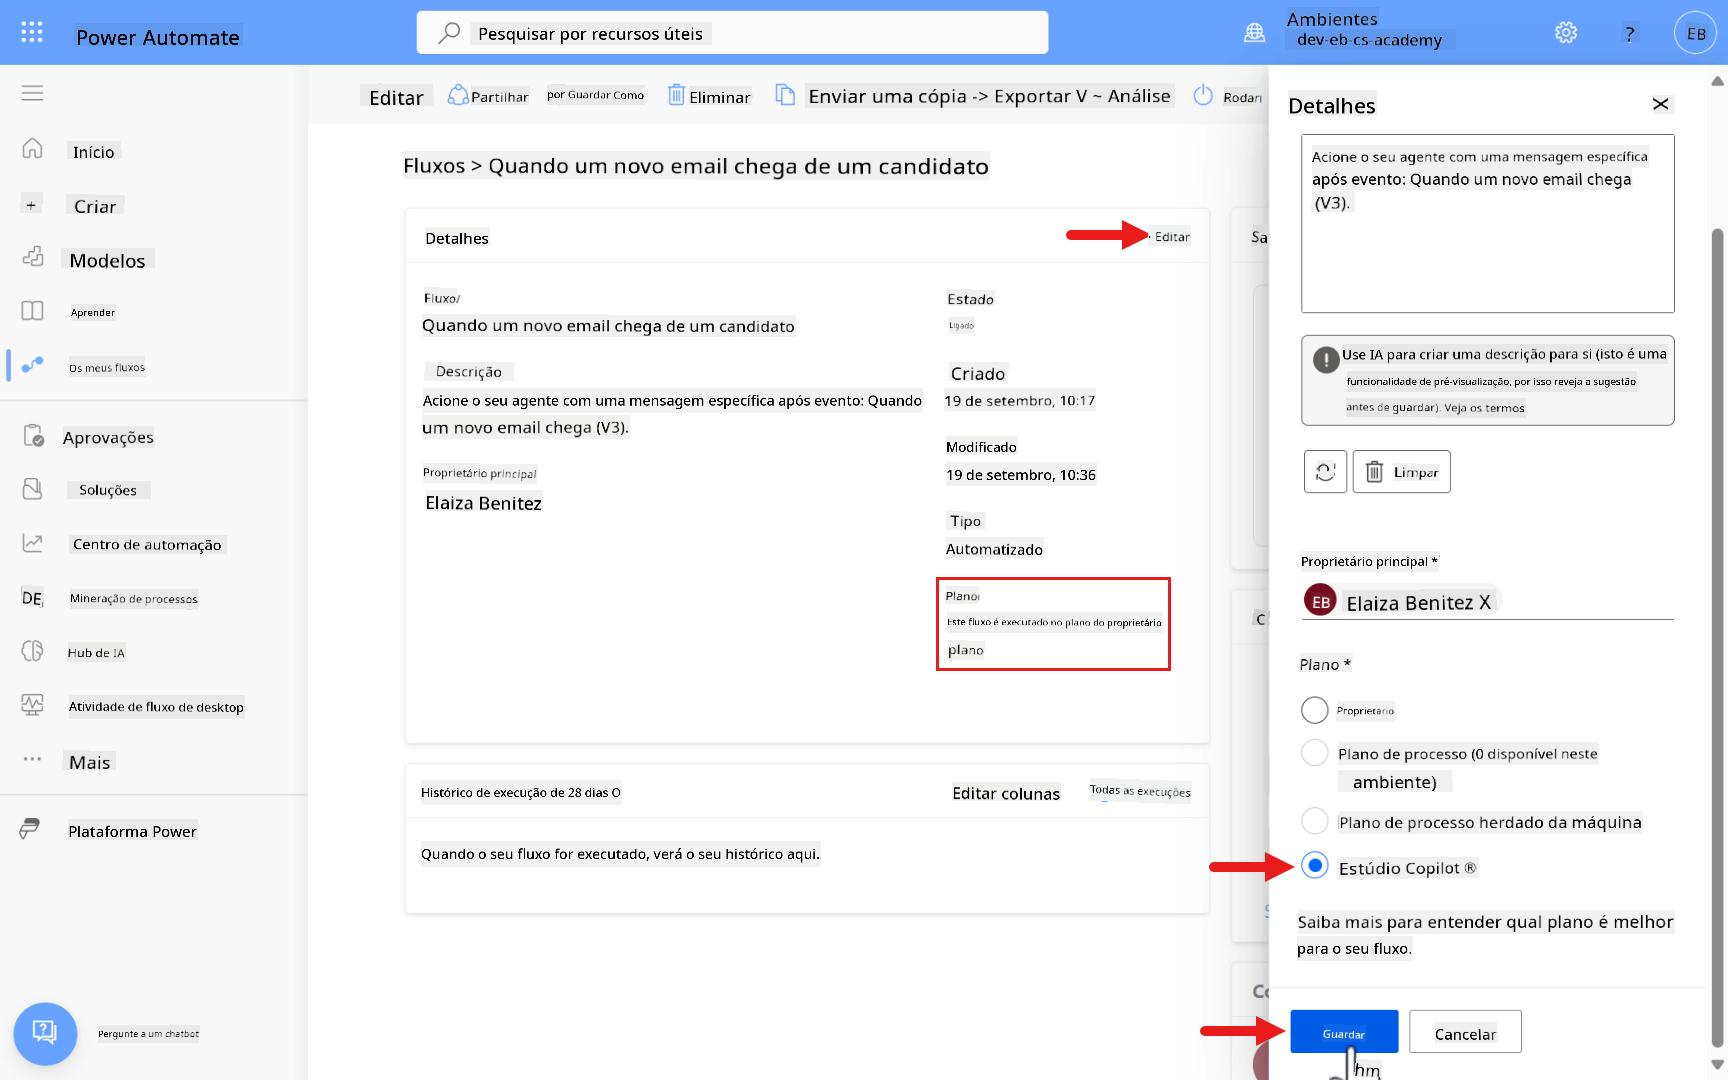 Power Automate
Pesquisar por recursos úteis
Ambientes
dev-eb-cs-academy
?
EB
Início
+
Criar
Modelos
Aprender
Os meus fluxos
Aprovações
Soluções
Centro de automação
DE
Mineração de processos
Hub de IA
Atividade de fluxo de desktop
Mais
Plataforma Power
Pergunte a um chatbot
Editar
Partilhar
por Guardar Como
Eliminar
Enviar uma cópia -> Exportar V ~ Análise
Rodar
Fluxos > Quando um novo email chega de um candidato
Detalhes
Editar
Fluxo
Quando um novo email chega de um candidato
Descrição
Acione o seu agente com uma mensagem específica após evento: Quando
um novo email chega (V3).
Proprietário principal
Elaiza Benitez
Estado
Ligado
Criado
19 de setembro, 10:17
Modificado
19 de setembro, 10:36
Tipo
Automatizado
Plano
Este fluxo é executado no plano do proprietário
plano
Histórico de execução de 28 dias O
Editar colunas
Todas as execuções
Quando o seu fluxo for executado, verá o seu histórico aqui.
Sa
C
Detalhes
Acione o seu agente com uma mensagem específica
após evento: Quando um novo email chega
(V3).
Use IA para criar uma descrição para si (isto é uma
funcionalidade de pré-visualização, por isso reveja a sugestão
antes de guardar). Veja os termos
Limpar
Proprietário principal *
EB
Elaiza Benitez X
Plano *
Proprietário
Plano de processo (0 disponível neste
ambiente)
Plano de processo herdado da máquina
Estúdio Copilot ®
Saiba mais para entender qual plano é melhor
para o seu fluxo.
Guardar
Cancelar